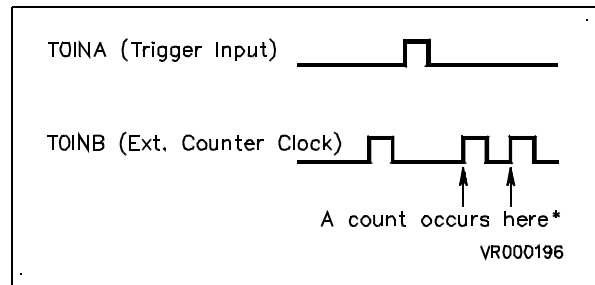 T0INA (Trigger Input)
T0INB (Ext. Counter Clock)
A count occurs here*
VR000196